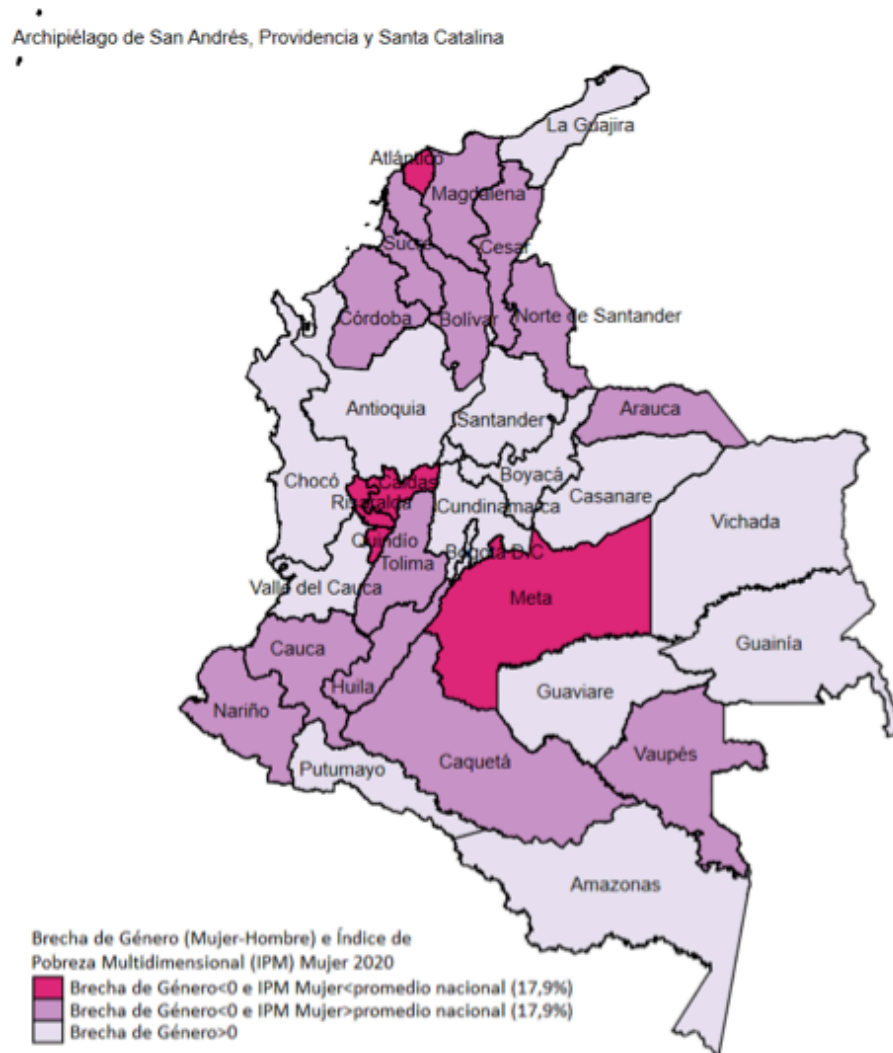 Archipiélago de San Andrés, Providencia y Santa Catalina
La Guajira
Atlántico
Magdalena
Sucre
Cesar
Córdoba
Bolívar
Norte de Santander
Antioquia
Santander
Arauca
Chocó
Caldas
Boyacá
Casanare
Risaralda
Cundinamarca
Vichada
Quindío
Bogotá D.C
Tolima
Valle del Cauca
Meta
Guainía
Cauca
Huila
Guaviare
Nariño
Caquetá
Vaupés
Putumayo
Amazonas
Brecha de Género (Mujer-Hombre) e Índice de
Pobreza Multidimensional (IPM) Mujer 2020
Brecha de Género<0 e IPM Mujer<promedio nacional (17,9%)
Brecha de Género<0 e IPM Mujer>promedio nacional (17,9%)
Brecha de Género>0